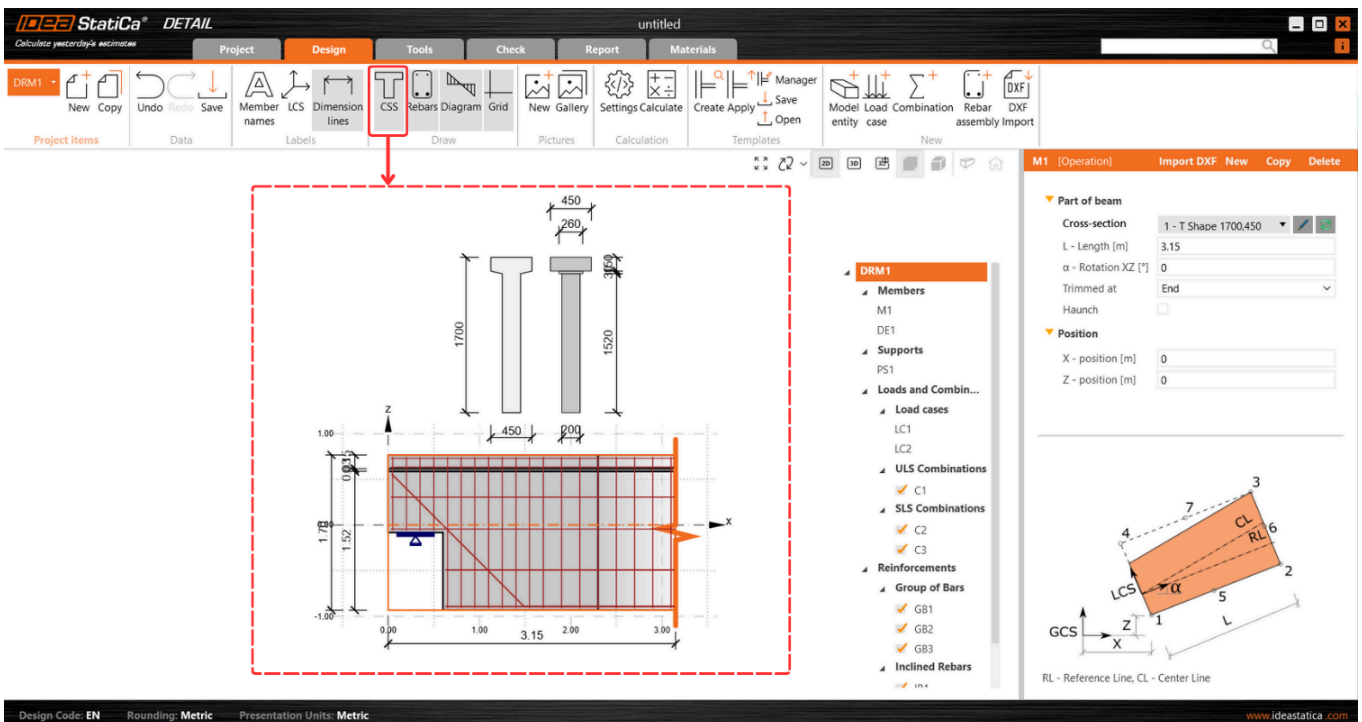 IDEA StatiCa® DETAIL
untitled
Calculate yesterday's estimates
Project Design Tools Check Report Materials
DRM1
New Copy Undo Redo Save Member names LCS Dimension lines CSS Rebars Diagram Grid New Gallery Settings Calculate Create Apply Manager Save Open Model entity Load case Combination Rebar assembly DXF Import
Project items Data Labels Draw Pictures Calculation Templates New
2D 3D
M1 [Operation] Import DXF New Copy Delete
Part of beam
Cross-section 1 - T Shape 1700,450
L - Length [m] 3.15
α - Rotation XZ [°] 0
Trimmed at End
Haunch
Position
X - position [m] 0
Z - position [m] 0
450
260
1700
1520
450 200
z
1.00
0.00
-1.00
1.52
x
0.00 1.00 2.00 3.00
3.15
DRM1
Members
M1
DE1
Supports
PS1
Loads and Combin...
Load cases
LC1
LC2
ULS Combinations
C1
SLS Combinations
C2
C3
Reinforcements
Group of Bars
GB1
GB2
GB3
Inclined Rebars
3
7
4 CL 6
RL
2
LCS α
5
1
GCS Z L
X
RL - Reference Line, CL - Center Line
Design Code: EN Rounding: Metric Presentation Units: Metric
www.ideastatica.com